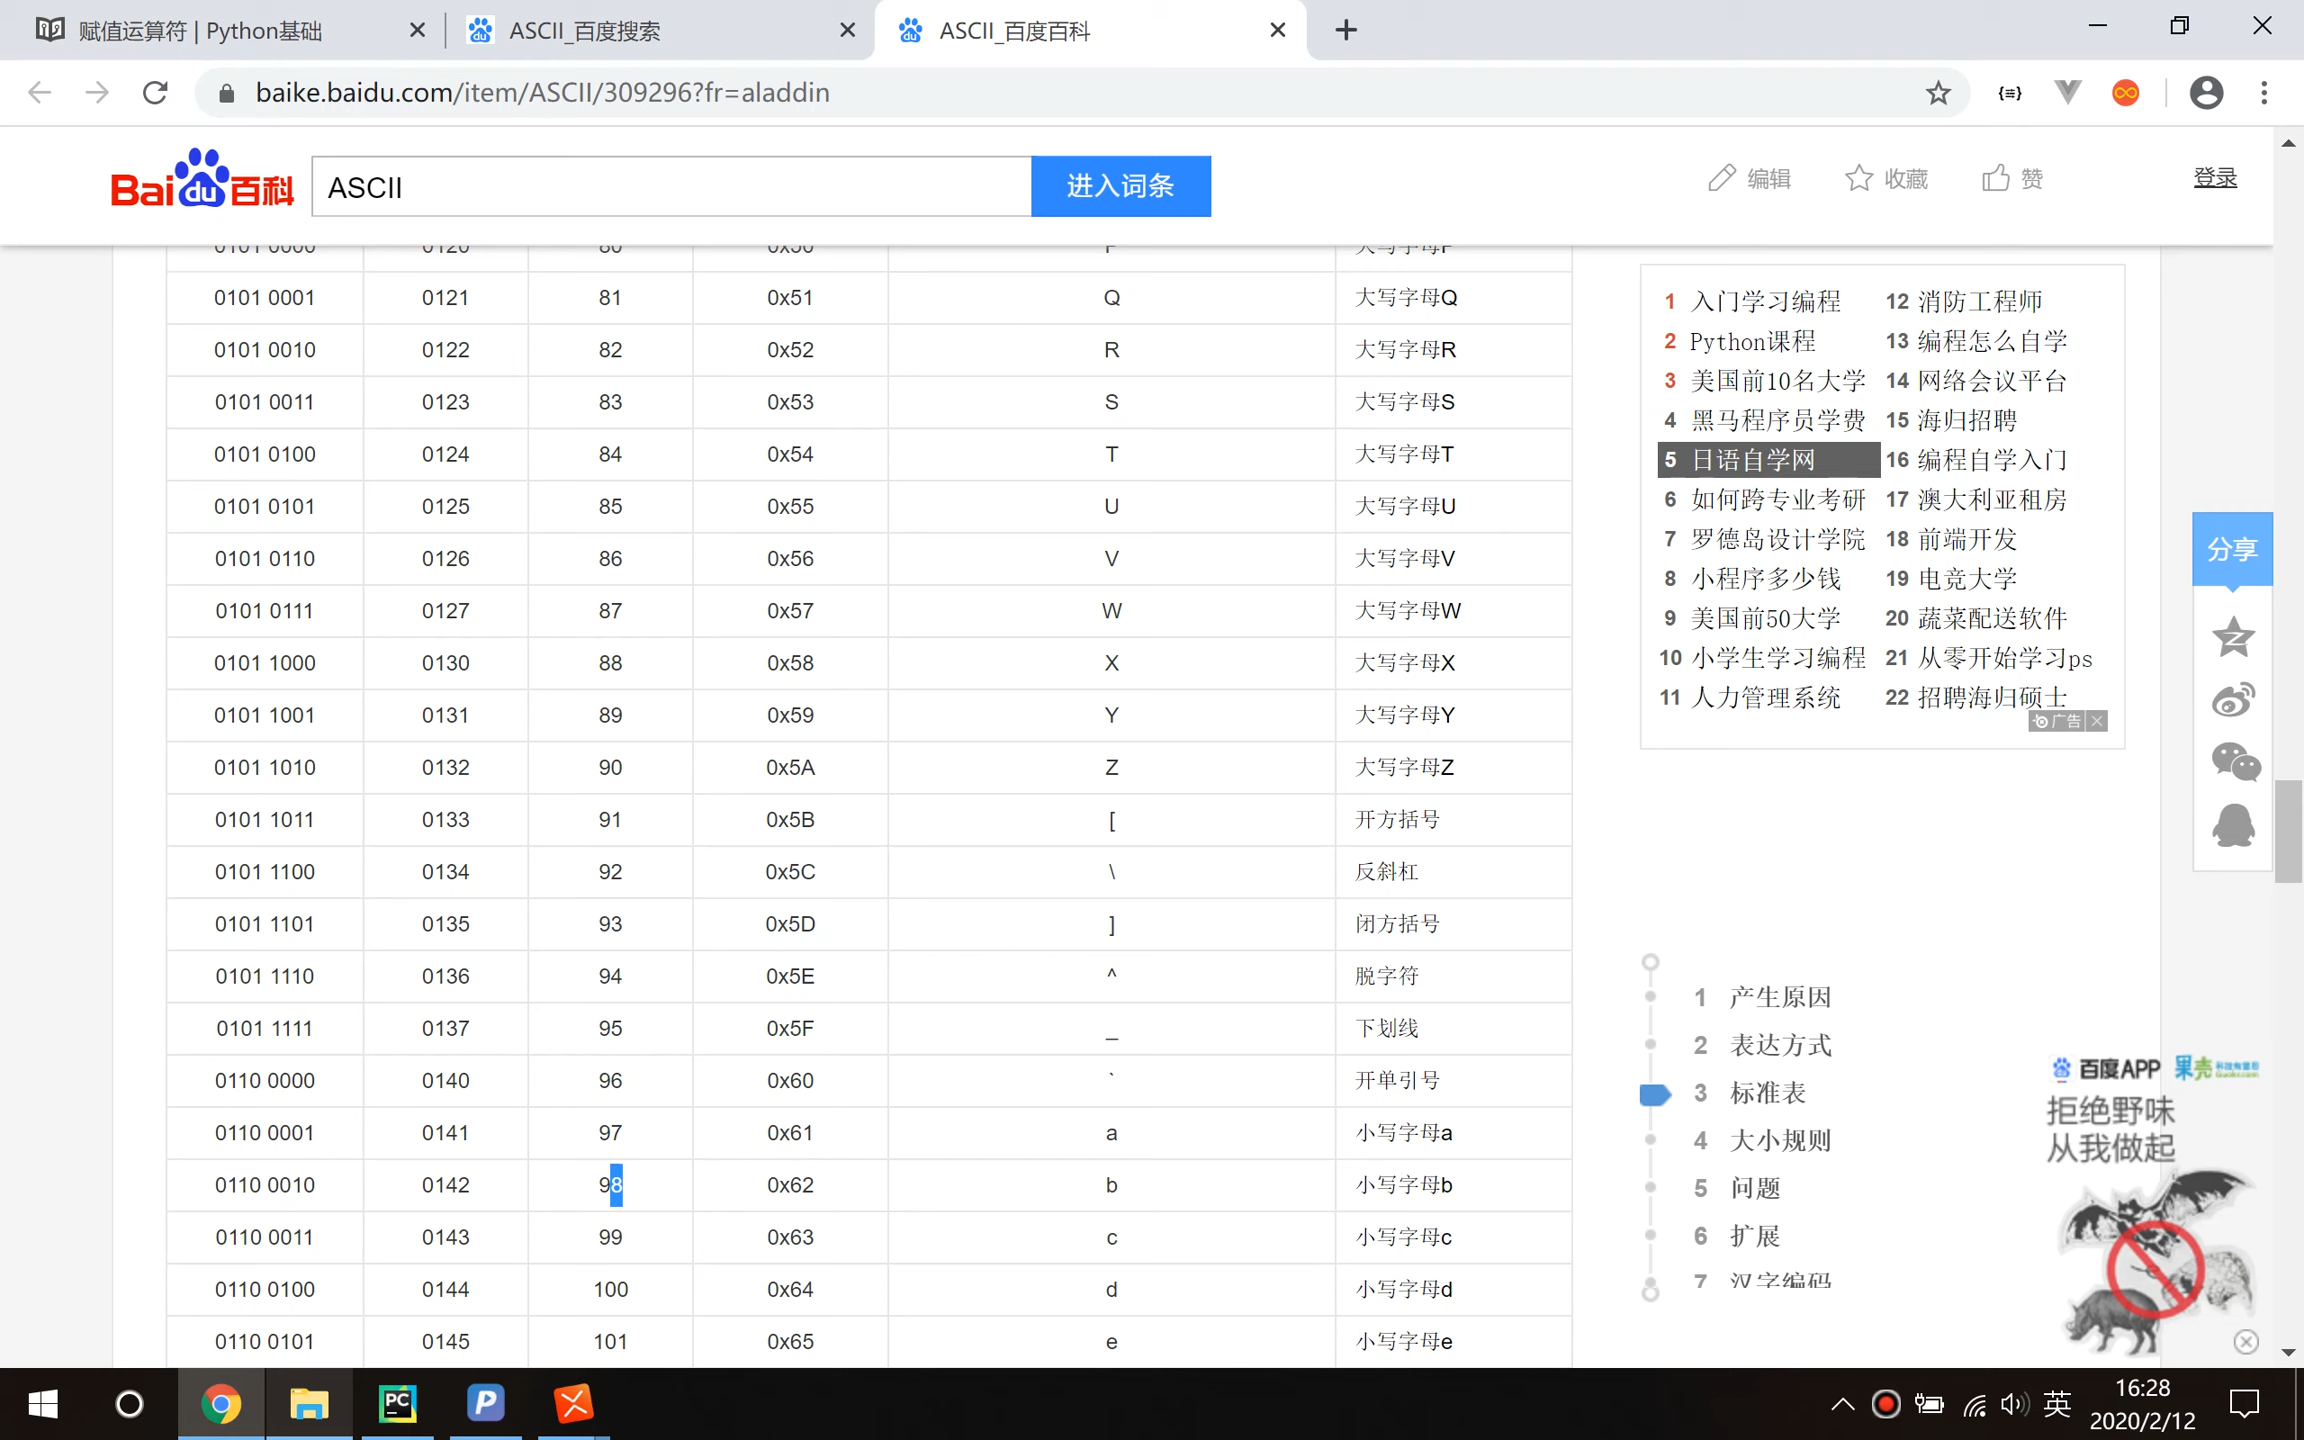 赋值运算符 | Python基础
ASCII_百度搜索
ASCII_百度百科
baike.baidu.com/item/ASCII/309296?fr=aladdin
Bai du 百科
ASCII
进入词条
编辑
收藏
赞
登录
0101 0000 0120 80 0x50 P 大写字母P
0101 0001 0121 81 0x51 Q 大写字母Q
0101 0010 0122 82 0x52 R 大写字母R
0101 0011 0123 83 0x53 S 大写字母S
0101 0100 0124 84 0x54 T 大写字母T
0101 0101 0125 85 0x55 U 大写字母U
0101 0110 0126 86 0x56 V 大写字母V
0101 0111 0127 87 0x57 W 大写字母W
0101 1000 0130 88 0x58 X 大写字母X
0101 1001 0131 89 0x59 Y 大写字母Y
0101 1010 0132 90 0x5A Z 大写字母Z
0101 1011 0133 91 0x5B [ 开方括号
0101 1100 0134 92 0x5C \ 反斜杠
0101 1101 0135 93 0x5D ] 闭方括号
0101 1110 0136 94 0x5E ^ 脱字符
0101 1111 0137 95 0x5F _ 下划线
0110 0000 0140 96 0x60 ` 开单引号
0110 0001 0141 97 0x61 a 小写字母a
0110 0010 0142 98 0x62 b 小写字母b
0110 0011 0143 99 0x63 c 小写字母c
0110 0100 0144 100 0x64 d 小写字母d
0110 0101 0145 101 0x65 e 小写字母e
1 入门学习编程 12 消防工程师
2 Python课程 13 编程怎么自学
3 美国前10名大学 14 网络会议平台
4 黑马程序员学费 15 海归招聘
5 日语自学网 16 编程自学入门
6 如何跨专业考研 17 澳大利亚租房
7 罗德岛设计学院 18 前端开发
8 小程序多少钱 19 电竞大学
9 美国前50大学 20 蔬菜配送软件
10 小学生学习编程 21 从零开始学习ps
11 人力管理系统 22 招聘海归硕士
广告
分享
1 产生原因
2 表达方式
3 标准表
4 大小规则
5 问题
6 扩展
7 汉字编码
百度APP 果壳
拒绝野味
从我做起
PC
P
英
16:28
2020/2/12